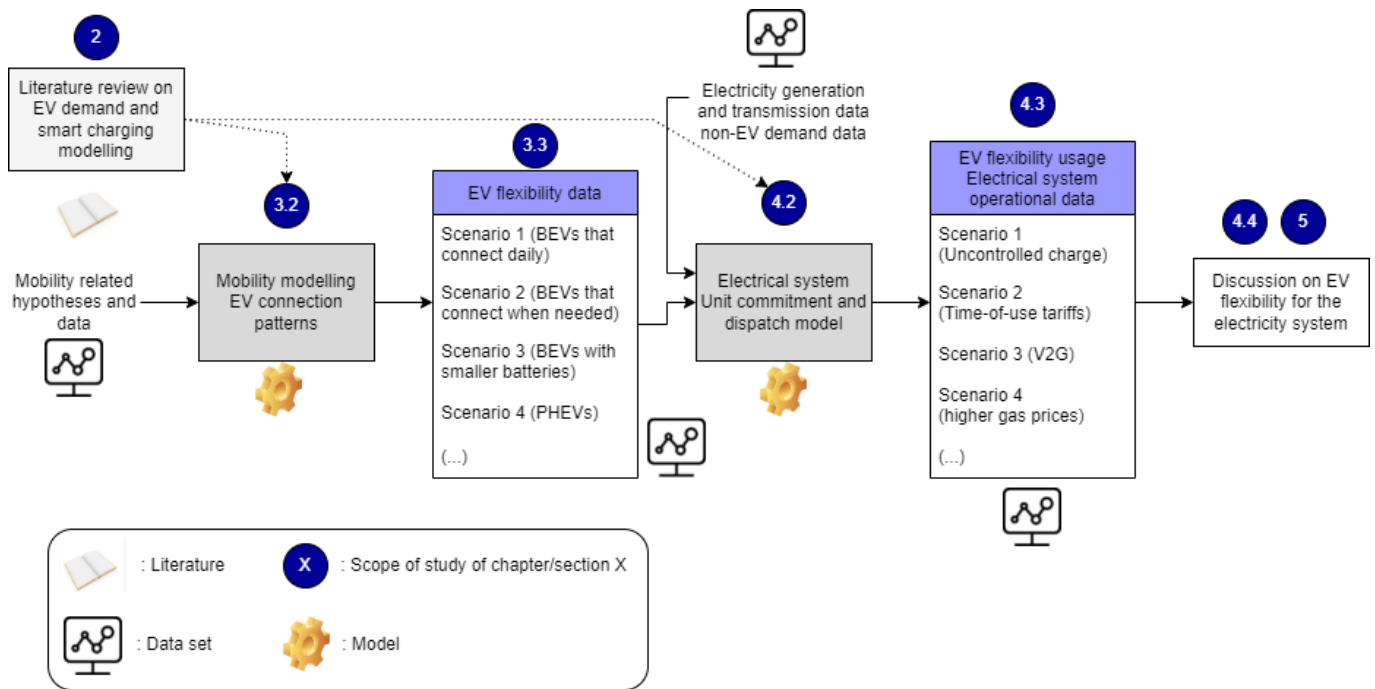 2
Literature review on
EV demand and
smart charging
modelling
Mobility related
hypotheses and
data
3.2
Mobility modelling
EV connection
patterns
3.3
EV flexibility data
Scenario 1 (BEVs that
connect daily)
Scenario 2 (BEVs that
connect when needed)
Scenario 3 (BEVs with
smaller batteries)
Scenario 4 (PHEVs)
(...)
Electricity generation
and transmission data
non-EV demand data
4.2
Electrical system
Unit commitment and
dispatch model
4.3
EV flexibility usage
Electrical system
operational data
Scenario 1
(Uncontrolled charge)
Scenario 2
(Time-of-use tariffs)
Scenario 3 (V2G)
Scenario 4
(higher gas prices)
(...)
4.4
5
Discussion on EV
flexibility for the
electricity system
: Literature
X
: Scope of study of chapter/section X
: Data set
: Model